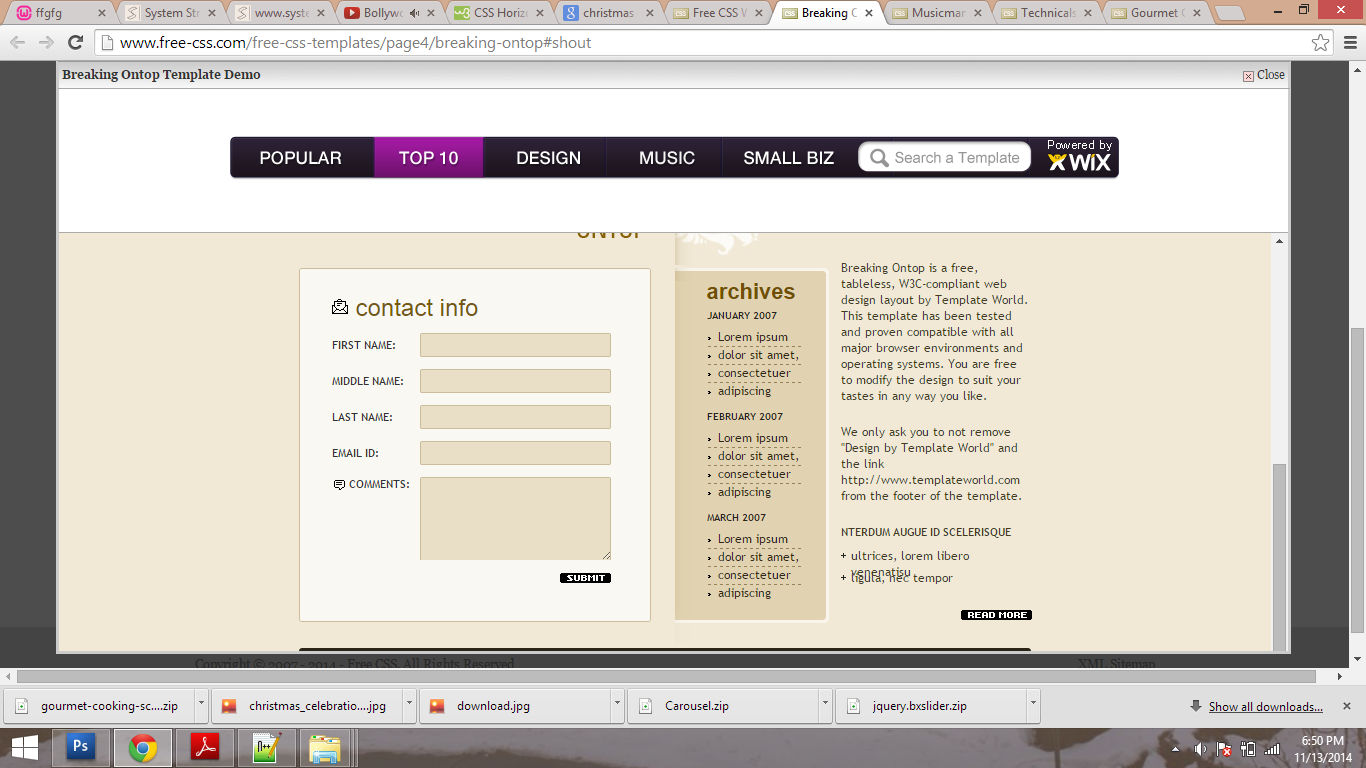 ffgfg
System Str
www.syste
Bollyw
CSS Horiz
christmas
Free CSS W
Breaking O
Musicmar
Technicals
Gourmet C
www.free-css.com/free-css-templates/page4/breaking-ontop#shout
Breaking Ontop Template Demo
Close
POPULAR
TOP 10
DESIGN
MUSIC
SMALL BIZ
Search a Template
Powered by
WIX
ONTOP
contact info
FIRST NAME:
MIDDLE NAME:
LAST NAME:
EMAIL ID:
COMMENTS:
SUBMIT
archives
JANUARY 2007
Lorem ipsum
dolor sit amet,
consectetuer
adipiscing
FEBRUARY 2007
Lorem ipsum
dolor sit amet,
consectetuer
adipiscing
MARCH 2007
Lorem ipsum
dolor sit amet,
consectetuer
adipiscing
Breaking Ontop is a free,
tableless, W3C-compliant web
design layout by Template World.
This template has been tested
and proven compatible with all
major browser environments and
operating systems. You are free
to modify the design to suit your
tastes in any way you like.
We only ask you to not remove
"Design by Template World" and
the link
http://www.templateworld.com
from the footer of the template.
NTERDUM AUGUE ID SCELERISQUE
+ ultrices, lorem libero
venenatisu
+ ligula, nec tempor
READ MORE
Copyright © 2007 - 2014 - Free CSS. All Rights Reserved
XML Sitemap
gourmet-cooking-sc....zip
christmas_celebratio....jpg
download.jpg
Carousel.zip
jquery.bxslider.zip
Show all downloads...
Ps
6:50 PM
11/13/2014